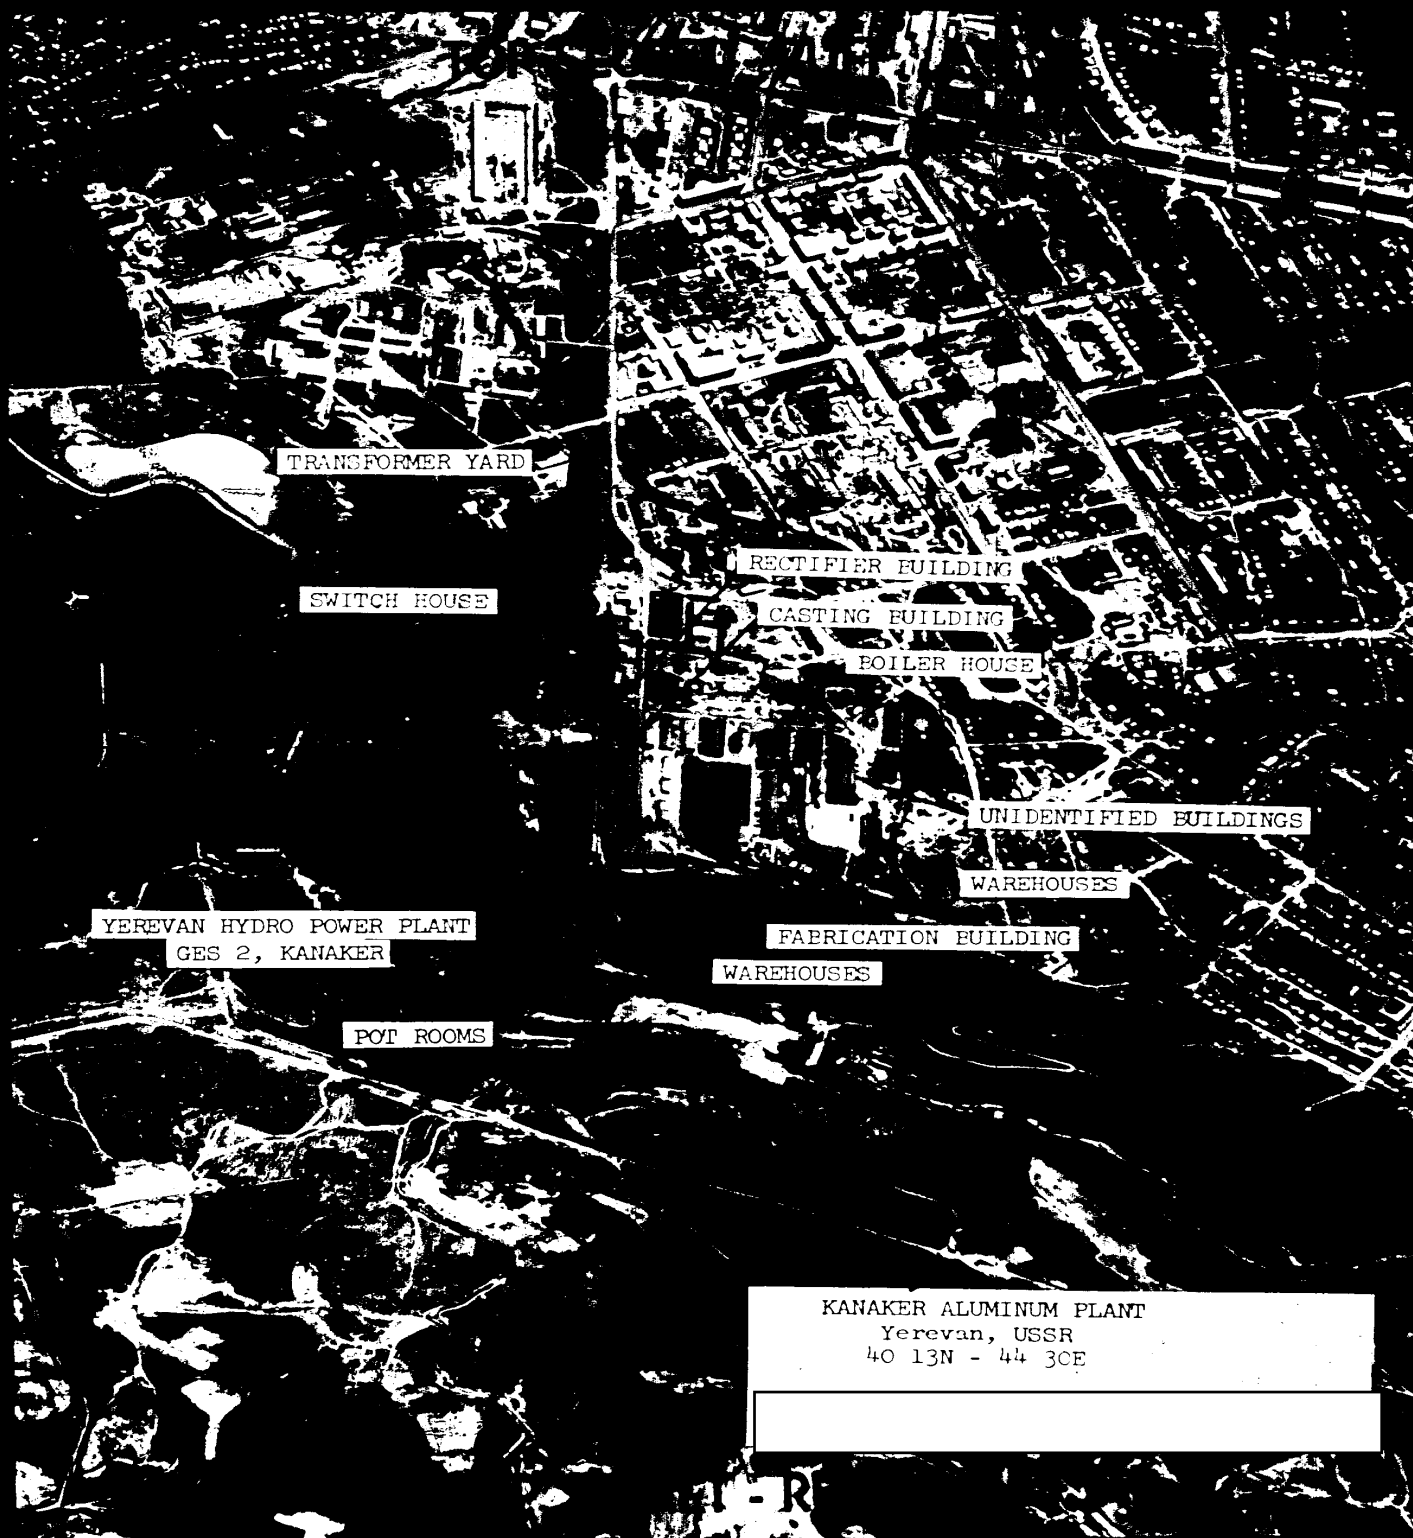 TOP
TRANSFORMER YARD
RECTIFIER BUILDING
SWITCH HOUSE
CASTING BUILDING
BOILER HOUSE
UNIDENTIFIED BUILDINGS
WAREHOUSES
YEREVAN HYDRO POWER PLANT
GES 2, KANAKER
FABRICATION BUILDING
WAREHOUSES
POT ROOMS
KANAKER ALUMINUM PLANT
Yerevan, USSR
40 13N - 44 30E